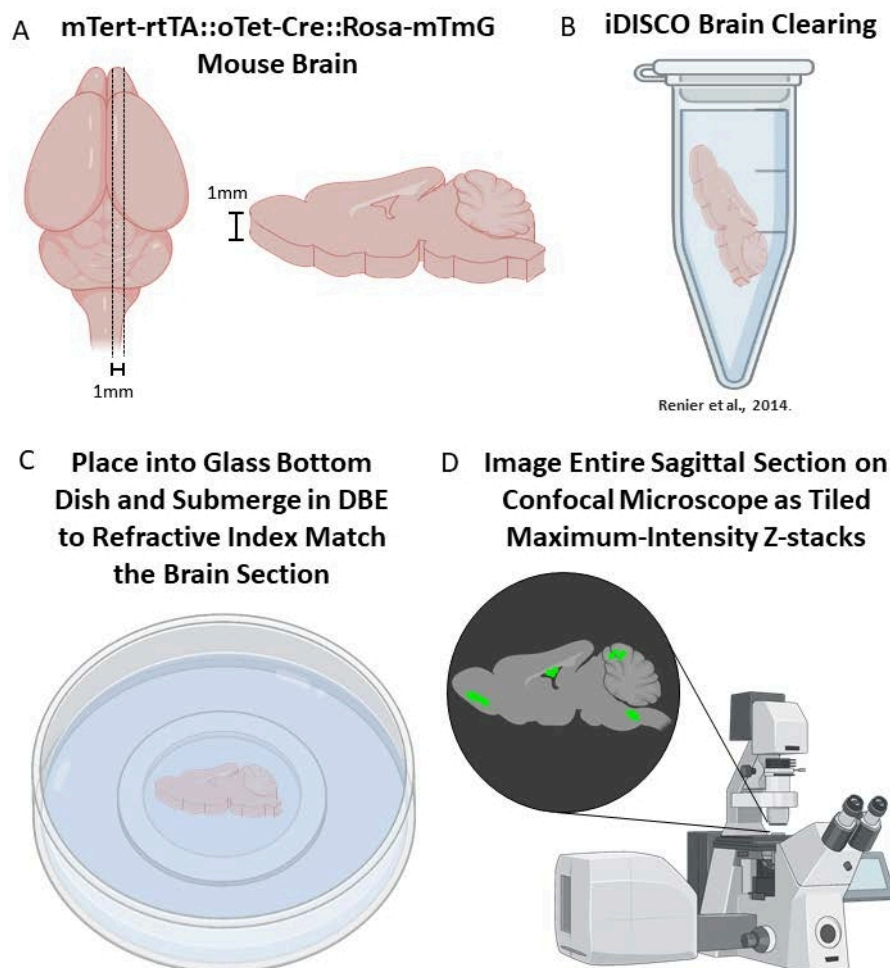 A
mTert-rtTA::oTet-Cre::Rosa-mTmG
Mouse Brain
1mm
1mm
B
iDISCO Brain Clearing
Renier et al., 2014.
C
Place into Glass Bottom
Dish and Submerge in DBE
to Refractive Index Match
the Brain Section
D
Image Entire Sagittal Section on
Confocal Microscope as Tiled
Maximum-Intensity Z-stacks